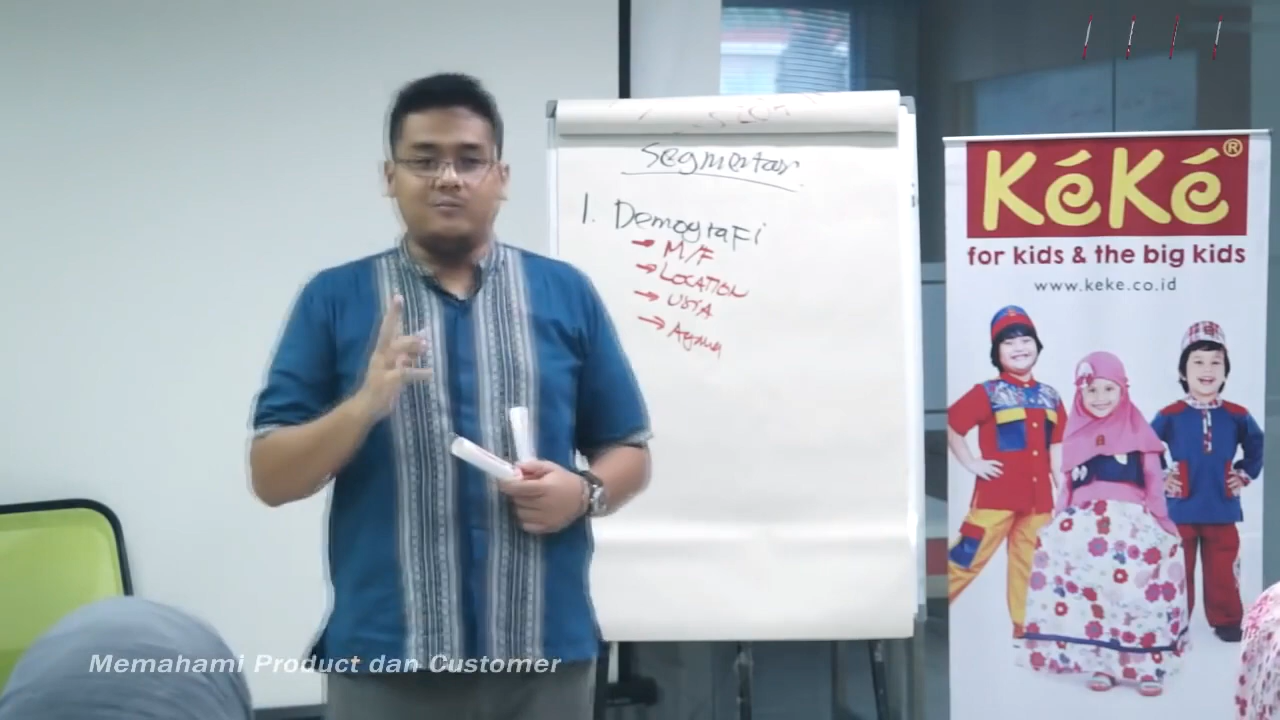 Segmentasi
1. Demografi
→ M/F
→ LOCATION
→ USIA
→ Agama
KéKé®
for kids & the big kids
www.keke.co.id
Memahami Product dan Customer